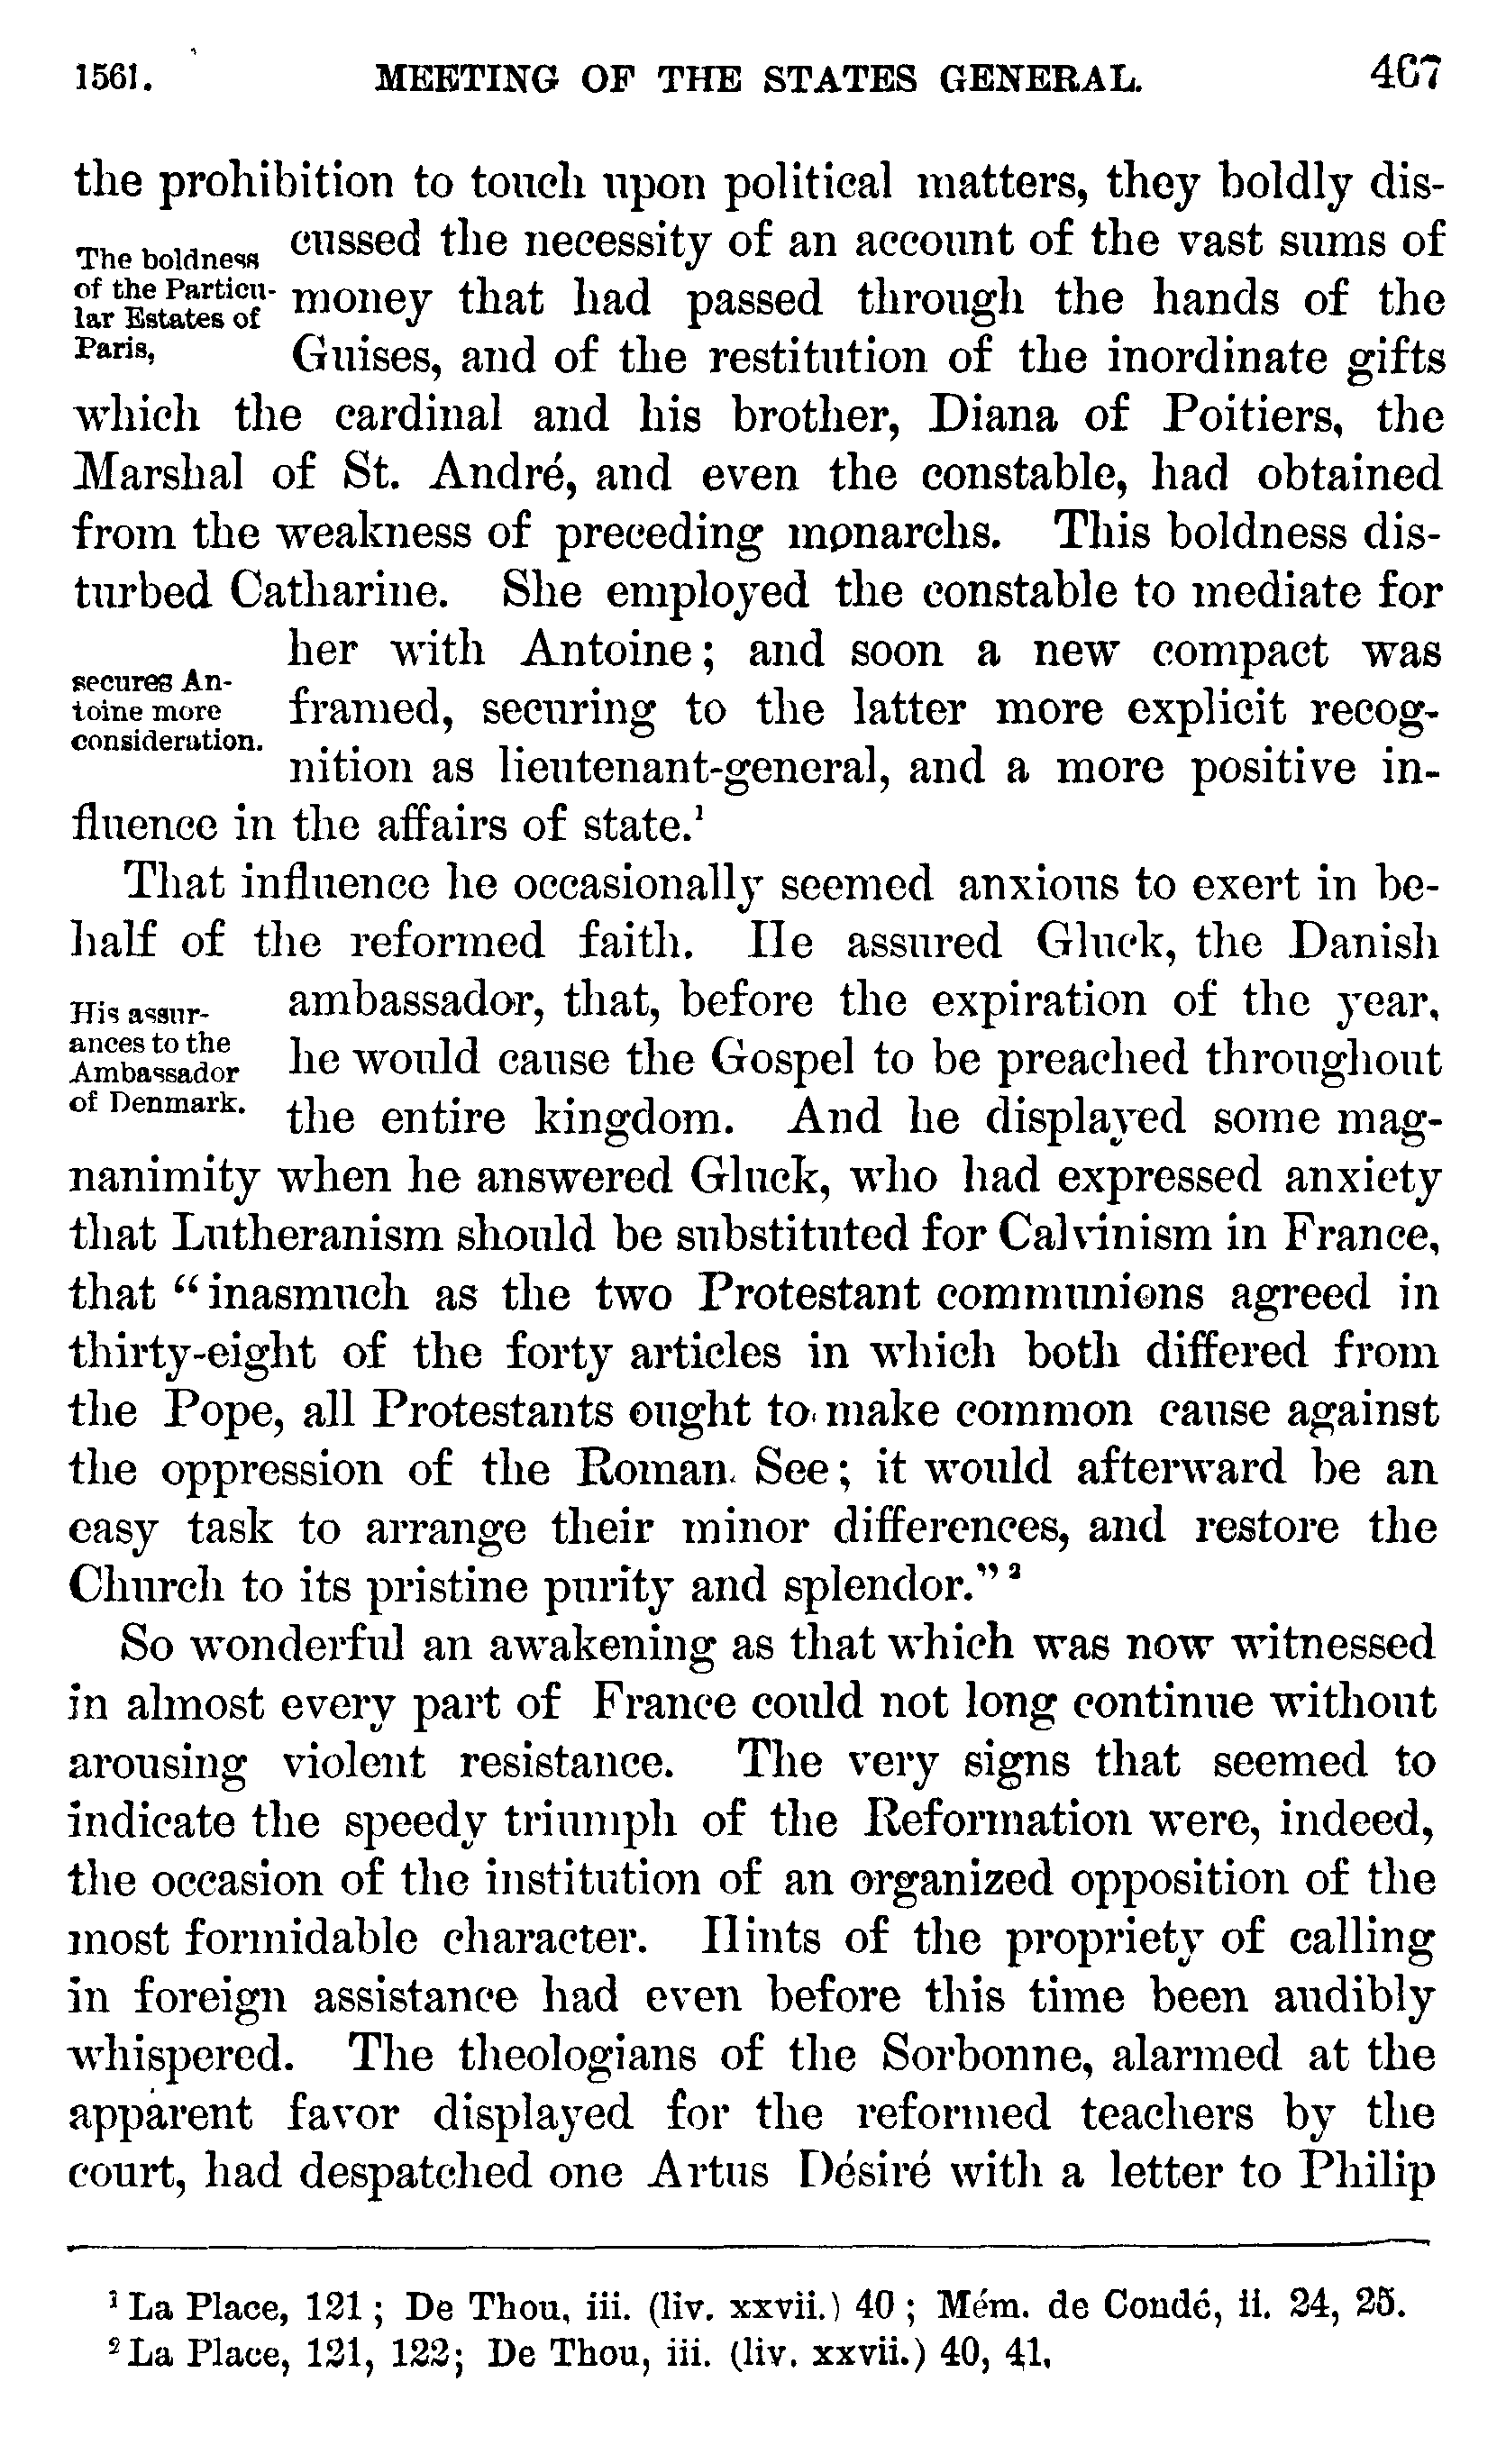 1561. MEETING OF THE STATES GENERAL. 467
the prohibition to touch upon political matters, they boldly dis-
cussed the necessity of an account of the vast sums of
The boldness
of the Particu-
lar Estates of
Paris,
money that had passed through the hands of the
Guises, and of the restitution of the inordinate gifts
which the cardinal and his brother, Diana of Poitiers, the
Marshal of St. André, and even the constable, had obtained
from the weakness of preceding monarchs. This boldness dis-
turbed Catharine. She employed the constable to mediate for
her with Antoine; and soon a new compact was
secures An-
toine more
consideration.
framed, securing to the latter more explicit recog-
nition as lieutenant-general, and a more positive in-
fluence in the affairs of state.¹
That influence he occasionally seemed anxious to exert in be-
half of the reformed faith. He assured Gluck, the Danish
ambassador, that, before the expiration of the year,
His assur-
ances to the
Ambassador
of Denmark.
he would cause the Gospel to be preached throughout
the entire kingdom. And he displayed some mag-
nanimity when he answered Gluck, who had expressed anxiety
that Lutheranism should be substituted for Calvinism in France,
that “inasmuch as the two Protestant communions agreed in
thirty-eight of the forty articles in which both differed from
the Pope, all Protestants ought to make common cause against
the oppression of the Roman See; it would afterward be an
easy task to arrange their minor differences, and restore the
Church to its pristine purity and splendor.” ²
So wonderful an awakening as that which was now witnessed
in almost every part of France could not long continue without
arousing violent resistance. The very signs that seemed to
indicate the speedy triumph of the Reformation were, indeed,
the occasion of the institution of an organized opposition of the
most formidable character. Hints of the propriety of calling
in foreign assistance had even before this time been audibly
whispered. The theologians of the Sorbonne, alarmed at the
apparent favor displayed for the reformed teachers by the
court, had despatched one Artus Désiré with a letter to Philip
¹ La Place, 121; De Thou, iii. (liv. xxvii.) 40; Mém. de Condé, ii. 24, 25.
² La Place, 121, 122; De Thou, iii. (liv. xxvii.) 40, 41.